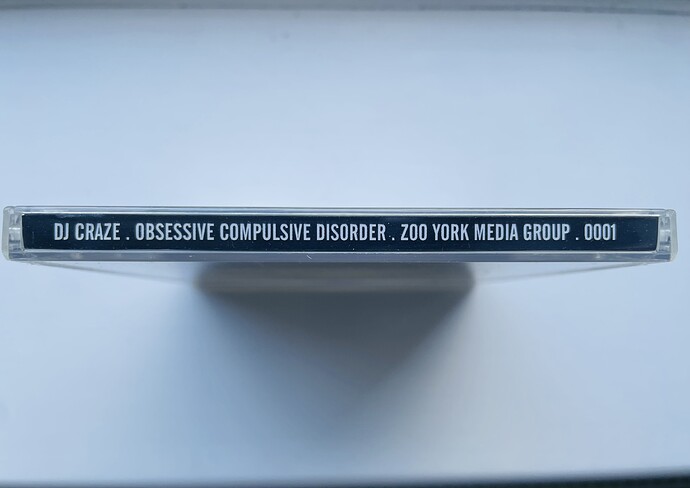 DJ CRAZE . OBSESSIVE COMPULSIVE DISORDER . ZOO YORK MEDIA GROUP . 0001